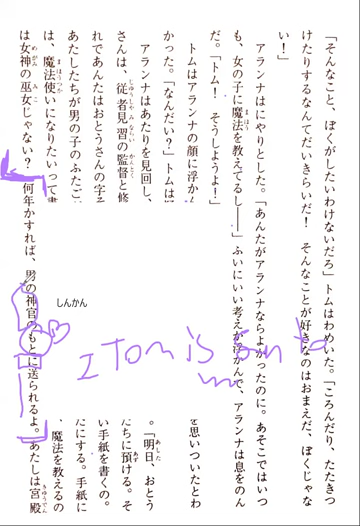 「そんなこと、ぼくがしたいわけないだろ」トムはわめいた。「ころんだり、たたきつ
けたりするなんてだいきらいだ！　そんなことが好きなのはおまえだ、ぼくじゃな
い！」
アランナはにやりとした。「あんたがアランナならよかったのに。あそこではいつ
も、女の子に魔法を教えてるし――」ふいにいい考えが浮かんで、アランナは息をのん
だ。「トム！　そうしようよ！」
トムはアランナの顔に浮か　を思いついたとわ
かった。「なんだい？」トムは
アランナはあたりを見回し、　。「明日、おとう
さんは、従者見習の監督と修　たちに預ける。そ
れであんたはおとうさんの字　い手紙を書くの。
あたしたちが男の子のふたご　だにする。手紙に
は、魔法使いになりたいって　、魔法を教えるの
は女神の巫女じゃない？　何年かすれば、男の神官のもとに送られるよ。あたしは宮殿
しんかん
I Tom is